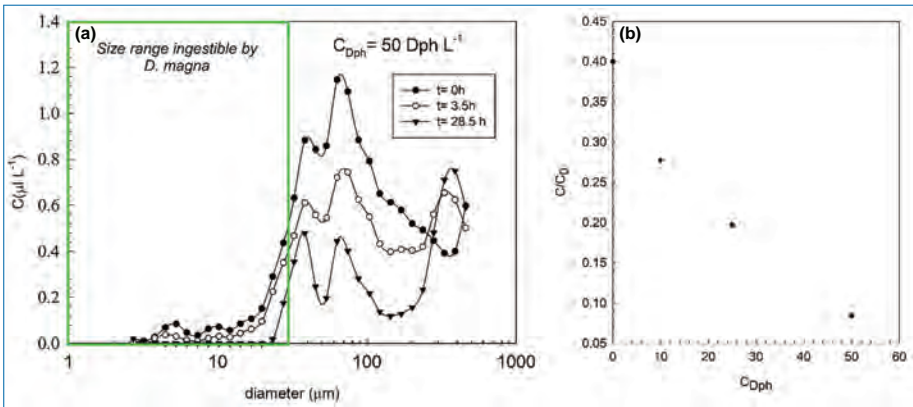 (a)
Size range ingestible by
D. magna
C_Dph= 50 Dph L⁻¹
t= 0h
t= 3.5h
t= 28.5 h
C(µl L⁻¹)
1.4
1.2
1.0
0.8
0.6
0.4
0.2
0.0
1
10
100
1000
diameter (µm)
(b)
C/C₀
0.45
0.40
0.35
0.30
0.25
0.20
0.15
0.10
0.05
0
10
20
30
40
50
60
C_Dph